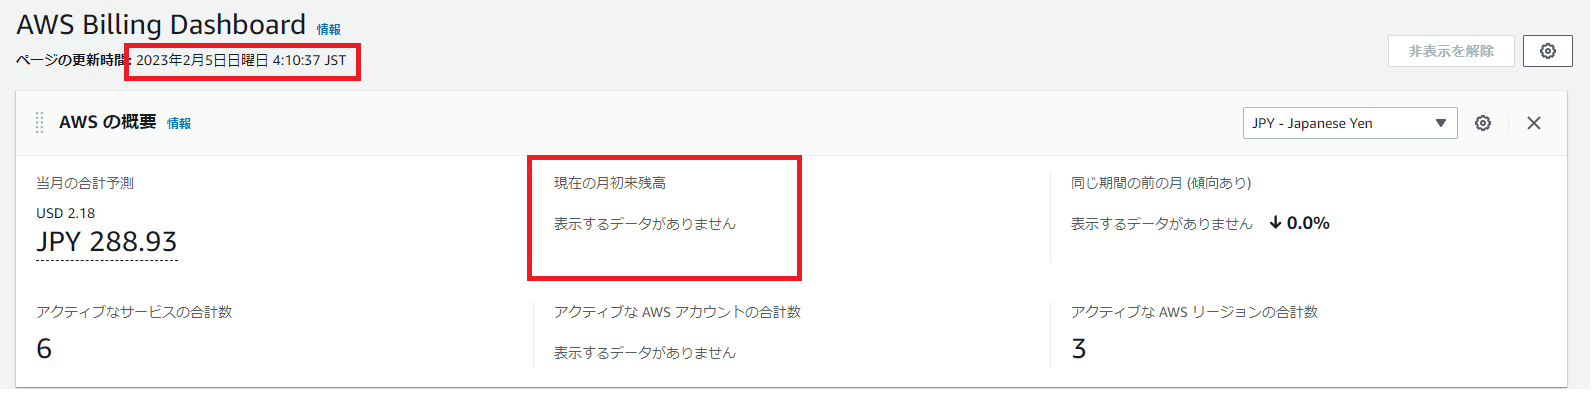 AWS Billing Dashboard 情報
ページの更新時間: 2023年2月5日日曜日 4:10:37 JST
非表示を解除
AWS の概要 情報
JPY - Japanese Yen
当月の合計予測
USD 2.18
JPY 288.93
現在の月初来残高
表示するデータがありません
同じ期間の前の月 (傾向あり)
表示するデータがありません ↓ 0.0%
アクティブなサービスの合計数
6
アクティブな AWS アカウントの合計数
表示するデータがありません
アクティブな AWS リージョンの合計数
3